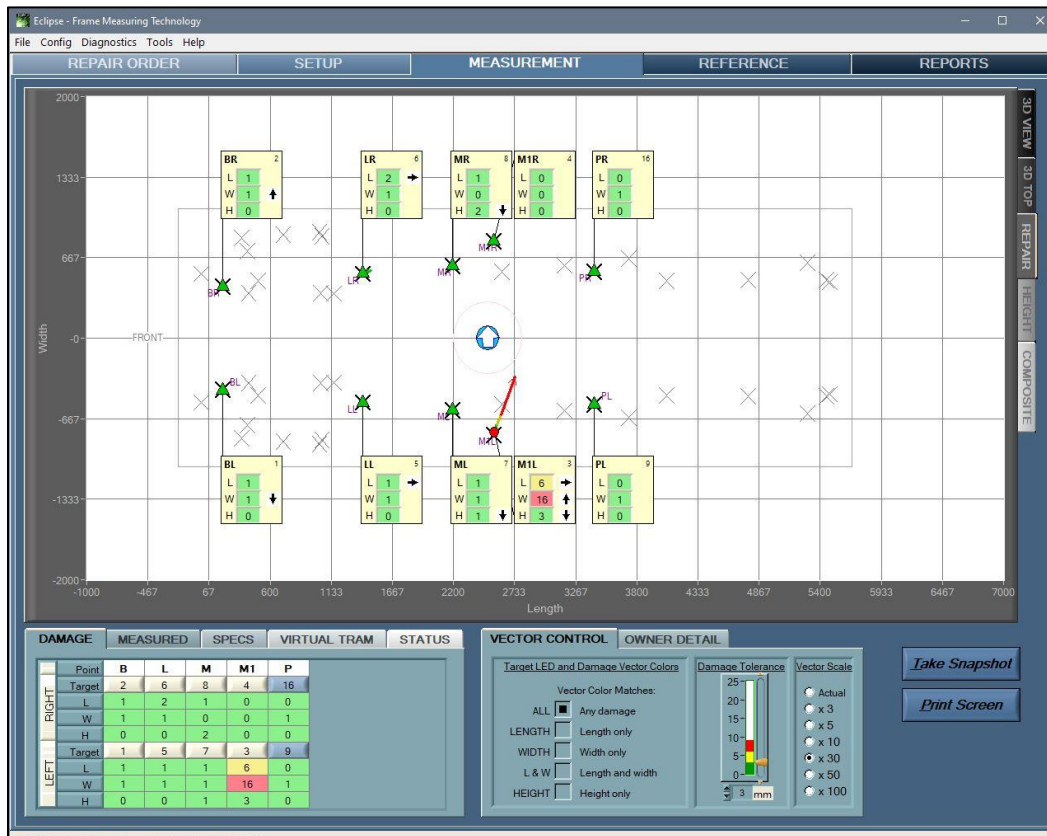 Eclipse - Frame Measuring Technology
File Config Diagnostics Tools Help
REPAIR ORDER SETUP MEASUREMENT REFERENCE REPORTS
3D VIEW
3D TOP
REPAIR
HEIGHT
COMPOSITE
2000
1333
667
-0
-667
-1333
-2000
Width
FRONT
BR 2
L 1
W 1
H 0
LR 6
L 2
W 1
H 0
MR 8
L 1
W 0
H 2
M1R 4
L 0
W 0
H 0
PR 16
L 0
W 1
H 0
BR
LR
MR
M1R
PR
BL
LL
ML
M1L
PL
BL 1
L 1
W 1
H 0
LL 5
L 1
W 1
H 0
ML 7
L 1
W 1
H 1
M1L 3
L 6
W 16
H 3
PL 9
L 0
W 1
H 0
-1000 -467 67 600 1133 1667 2200 2733 3267 3800 4333 4867 5400 5933 6467 7000
Length
DAMAGE MEASURED SPECS VIRTUAL TRAM STATUS
Point B L M M1 P
RIGHT
Target 2 6 8 4 16
L 1 2 1 0 0
W 1 1 0 0 1
H 0 0 2 0 0
LEFT
Target 1 5 7 3 9
L 1 1 1 6 0
W 1 1 1 16 1
H 0 0 1 3 0
VECTOR CONTROL OWNER DETAIL
Target LED and Damage Vector Colors
Vector Color Matches:
ALL Any damage
LENGTH Length only
WIDTH Width only
L & W Length and width
HEIGHT Height only
Damage Tolerance
25
20
15
10
5
0
3 mm
Vector Scale
Actual
x 3
x 5
x 10
x 30
x 50
x 100
Take Snapshot
Print Screen